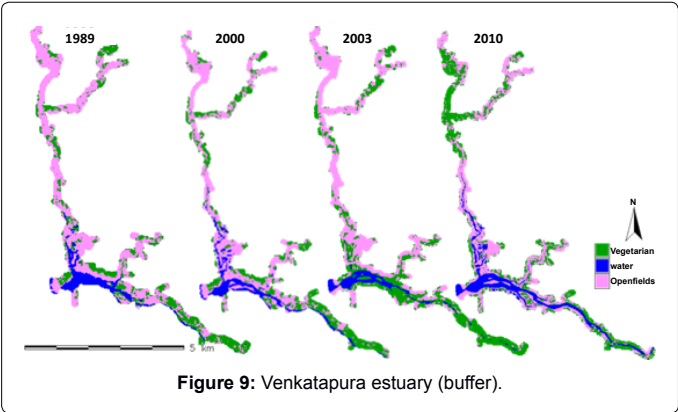 1989 2000 2003 2010
N
Vegetarian
water
Openfields
5 km
Figure 9: Venkatapura estuary (buffer).